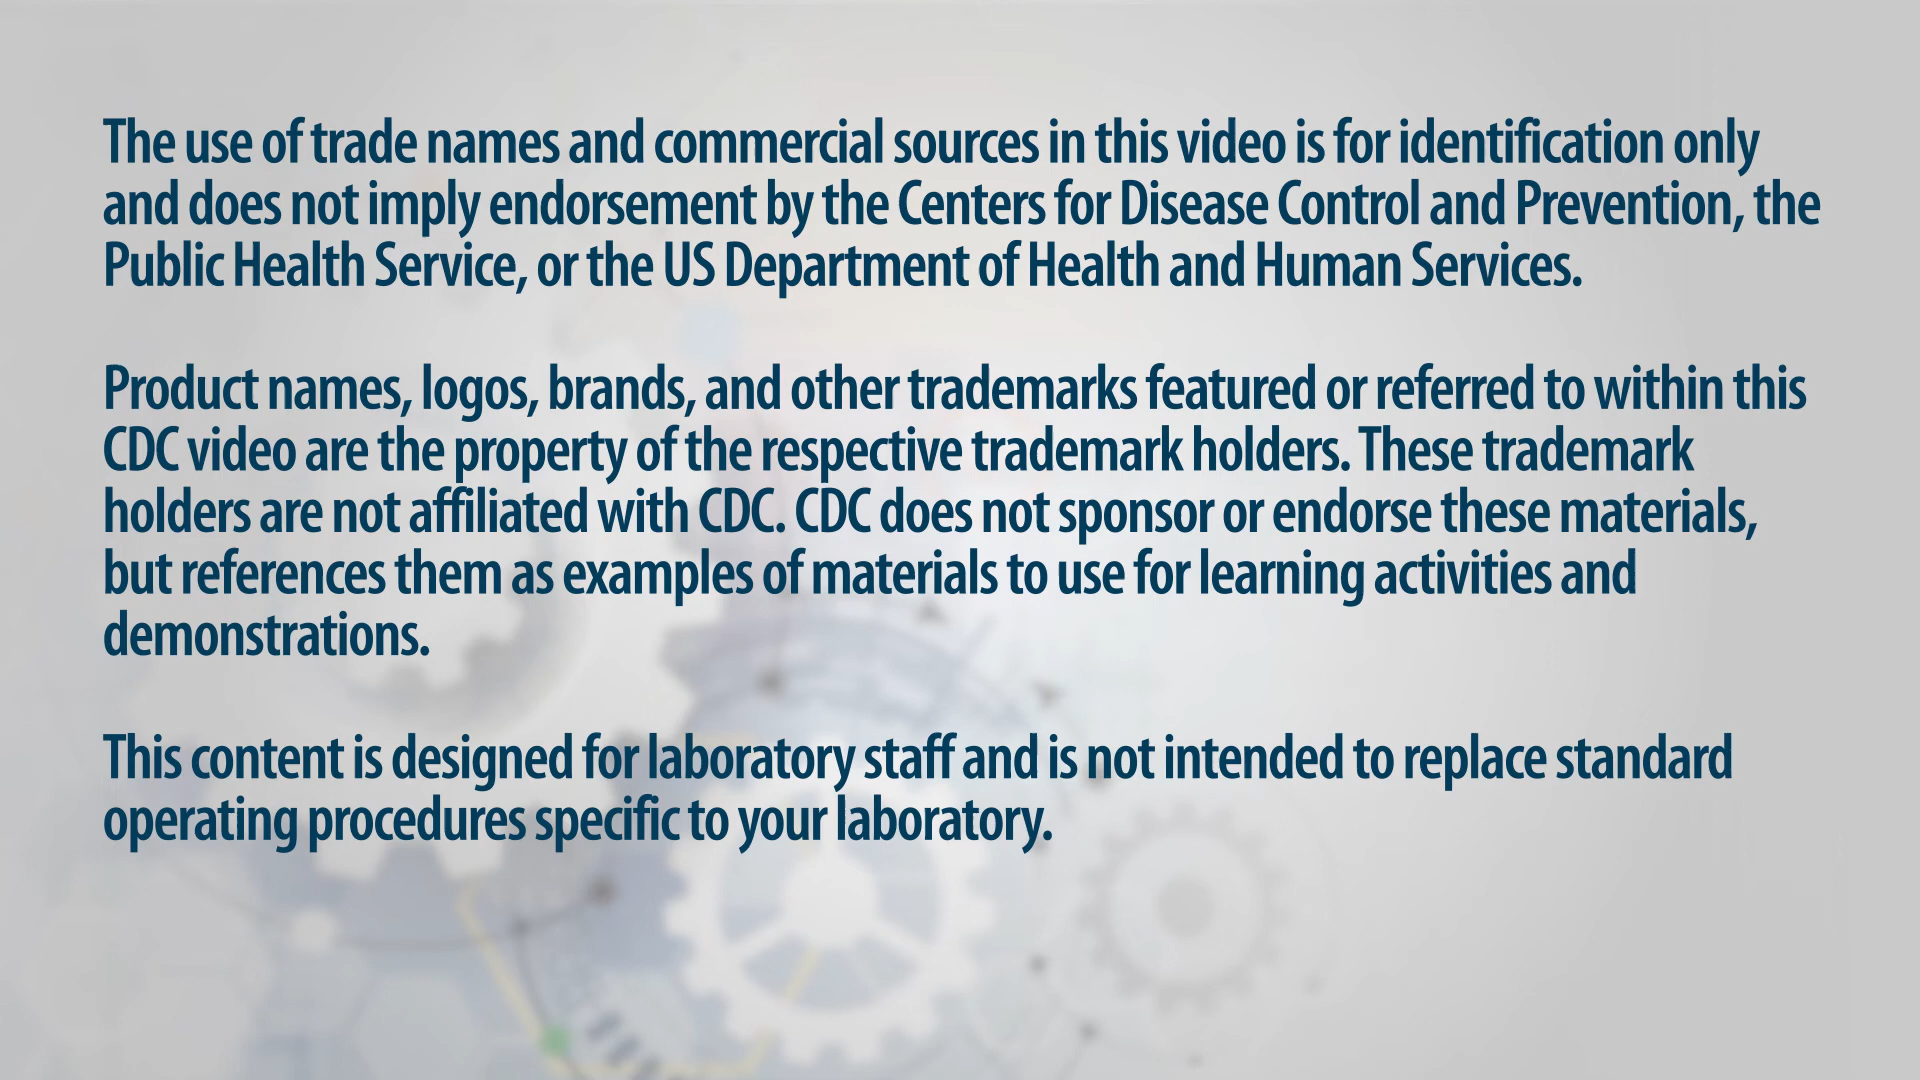 The use of trade names and commercial sources in this video is for identification only
and does not imply endorsement by the Centers for Disease Control and Prevention, the
Public Health Service, or the US Department of Health and Human Services.
Product names, logos, brands, and other trademarks featured or referred to within this
CDC video are the property of the respective trademark holders. These trademark
holders are not affiliated with CDC. CDC does not sponsor or endorse these materials,
but references them as examples of materials to use for learning activities and
demonstrations.
This content is designed for laboratory staff and is not intended to replace standard
operating procedures specific to your laboratory.